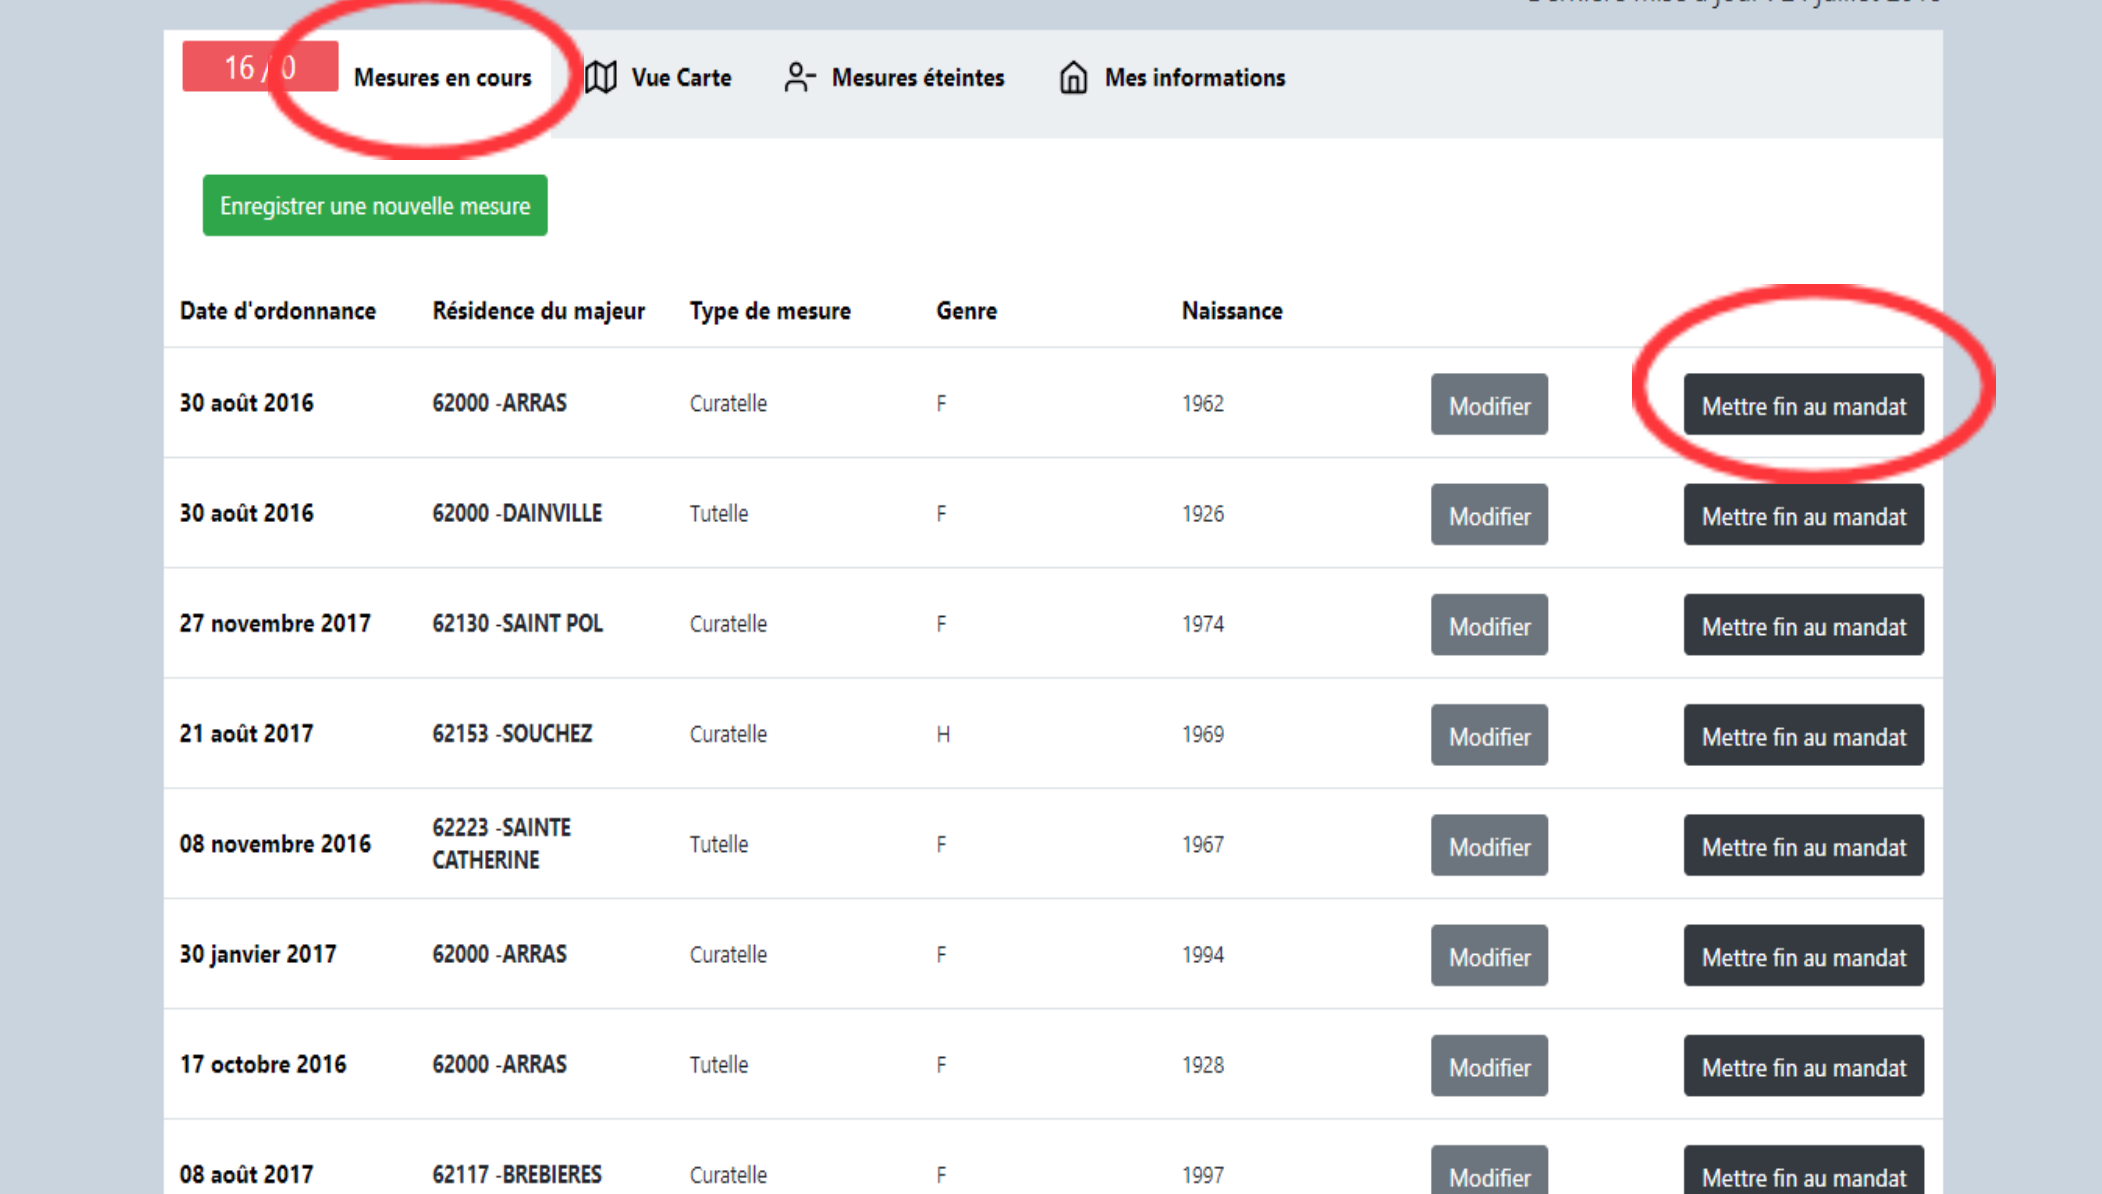 16 / 0 Mesures en cours Vue Carte Mesures éteintes Mes informations
Enregistrer une nouvelle mesure
Date d'ordonnance Résidence du majeur Type de mesure Genre Naissance
30 août 2016 62000 -ARRAS Curatelle F 1962 Modifier Mettre fin au mandat
30 août 2016 62000 -DAINVILLE Tutelle F 1926 Modifier Mettre fin au mandat
27 novembre 2017 62130 -SAINT POL Curatelle F 1974 Modifier Mettre fin au mandat
21 août 2017 62153 -SOUCHEZ Curatelle H 1969 Modifier Mettre fin au mandat
08 novembre 2016 62223 -SAINTE CATHERINE Tutelle F 1967 Modifier Mettre fin au mandat
30 janvier 2017 62000 -ARRAS Curatelle F 1994 Modifier Mettre fin au mandat
17 octobre 2016 62000 -ARRAS Tutelle F 1928 Modifier Mettre fin au mandat
08 août 2017 62117 -BREBIERES Curatelle F 1997 Modifier Mettre fin au mandat